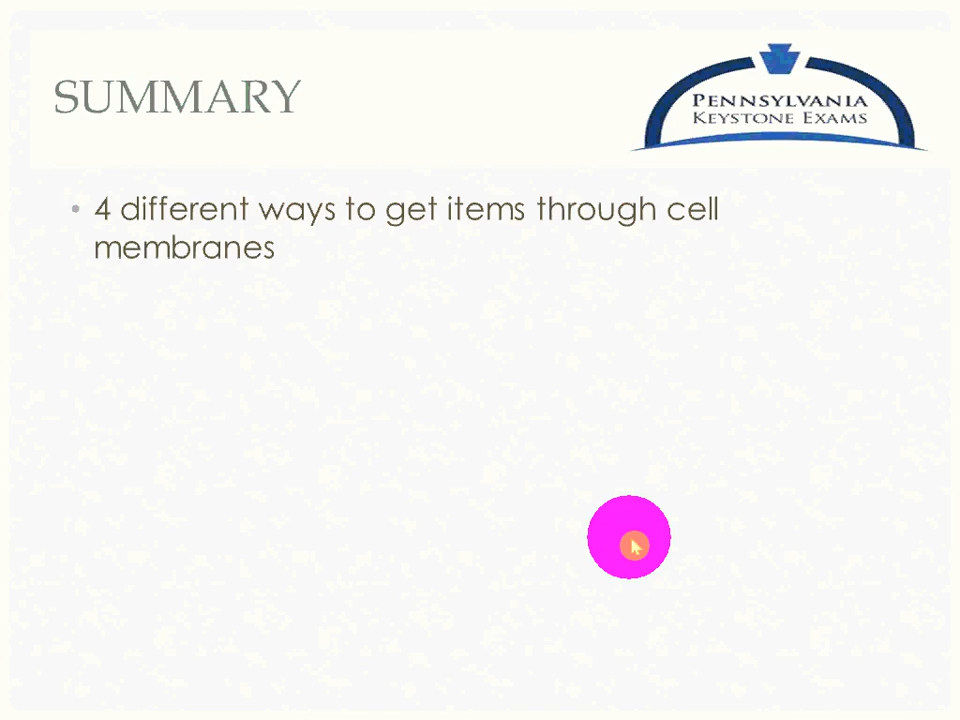 SUMMARY
PENNSYLVANIA
KEYSTONE EXAMS
• 4 different ways to get items through cell
membranes